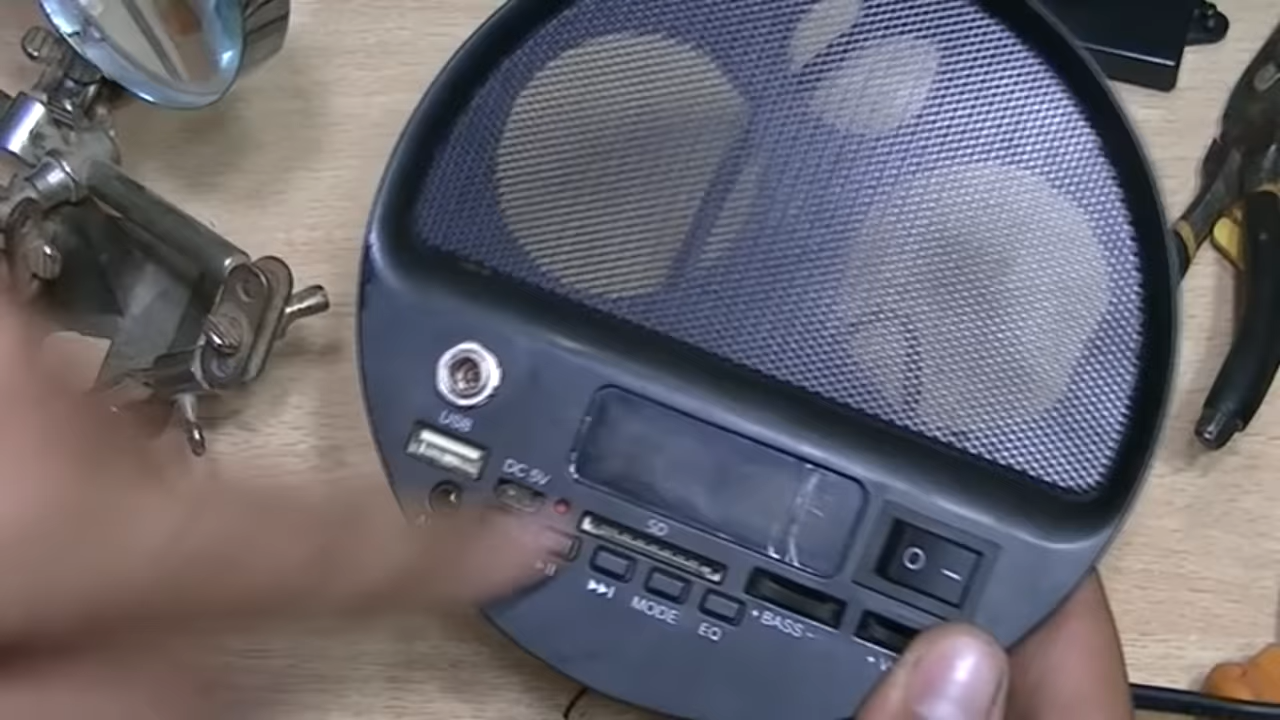 USB
DC 5V
SD
MODE
EQ
+ BASS -
O —